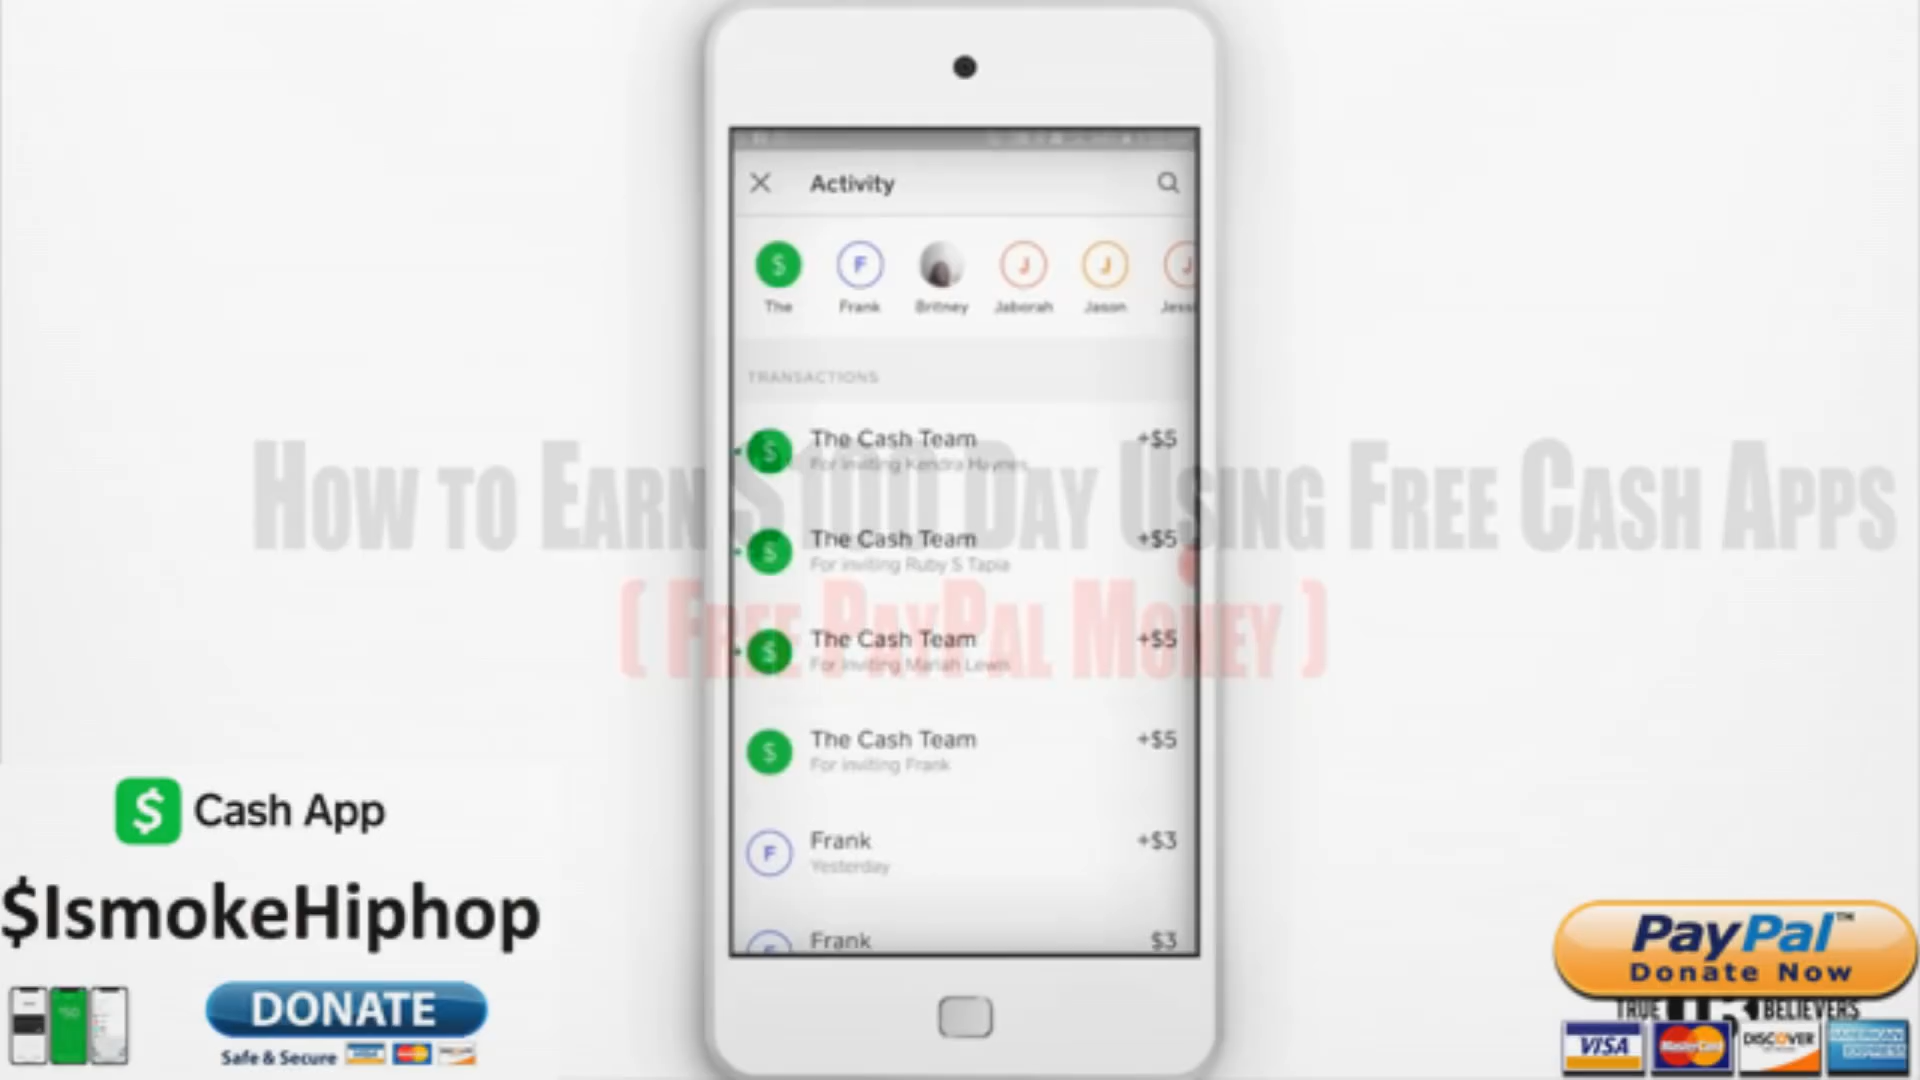 Activity
The
Frank
Britney
Jaborah
Jason
TRANSACTIONS
The Cash Team +$5
For inviting Kendra Haynes
HOW TO EARN $100 DAY USING FREE CASH APPS
The Cash Team +$5
For inviting Ruby S Tapia
( FREE PAYPAL MONEY )
The Cash Team +$5
For inviting Mariah Lewis
The Cash Team +$5
For inviting Frank
Frank +$3
Yesterday
Frank $3
$ Cash App
$IsmokeHiphop
DONATE
Safe & Secure
PayPal™
Donate Now
TRUE BELIEVERS
VISA MasterCard DISCOVER AMERICAN EXPRESS